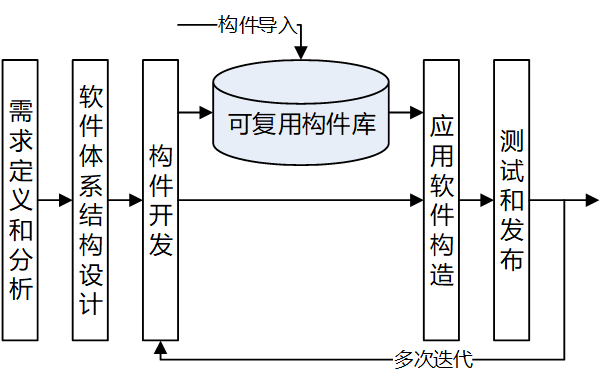 构件导入
可复用构件库
需求定义和分析
软件体系结构设计
构件开发
应用软件构造
测试和发布
多次迭代